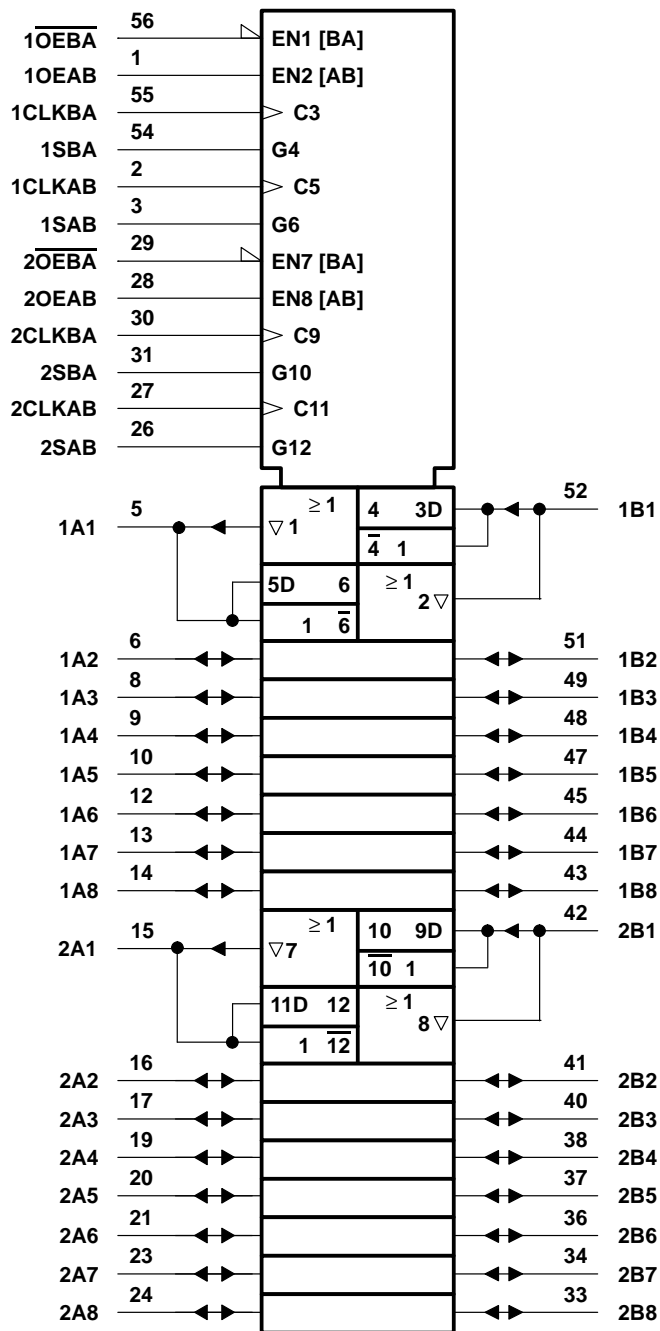 56
1O̅E̅B̅A̅ EN1 [BA]
1
1OEAB EN2 [AB]
55
1CLKBA C3
54
1SBA G4
2
1CLKAB C5
3
1SAB G6
29
2O̅E̅B̅A̅ EN7 [BA]
28
2OEAB EN8 [AB]
30
2CLKBA C9
31
2SBA G10
27
2CLKAB C11
26
2SAB G12
5 ≥ 1 4 3D 52
1A1 ▽ 1 1B1
4̅ 1
5D 6 ≥ 1
2 ▽
1 6̅
6 51
1A2 1B2
8 49
1A3 1B3
9 48
1A4 1B4
10 47
1A5 1B5
12 45
1A6 1B6
13 44
1A7 1B7
14 43
1A8 1B8
15 ≥ 1 10 9D 42
2A1 ▽ 7 2B1
1̅0̅ 1
11D 12 ≥ 1
8 ▽
1 1̅2̅
16 41
2A2 2B2
17 40
2A3 2B3
19 38
2A4 2B4
20 37
2A5 2B5
21 36
2A6 2B6
23 34
2A7 2B7
24 33
2A8 2B8